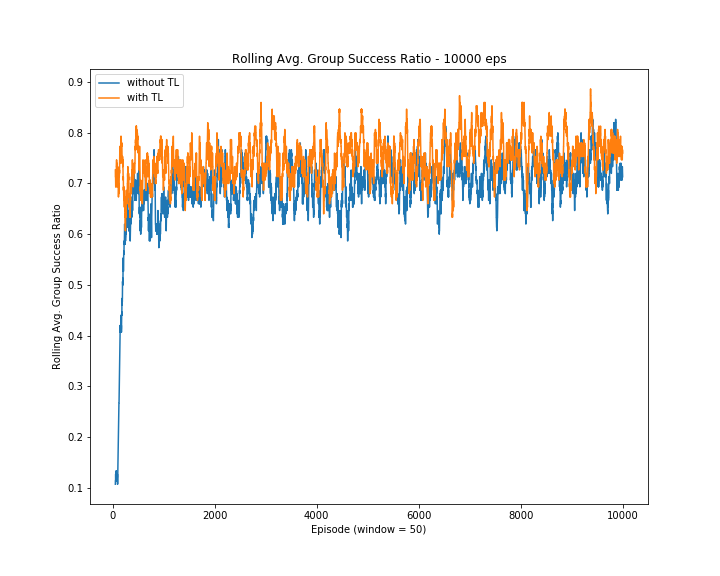 Rolling Avg. Group Success Ratio - 10000 eps
without TL
with TL
Rolling Avg. Group Success Ratio
0.9
0.8
0.7
0.6
0.5
0.4
0.3
0.2
0.1
0 2000 4000 6000 8000 10000
Episode (window = 50)